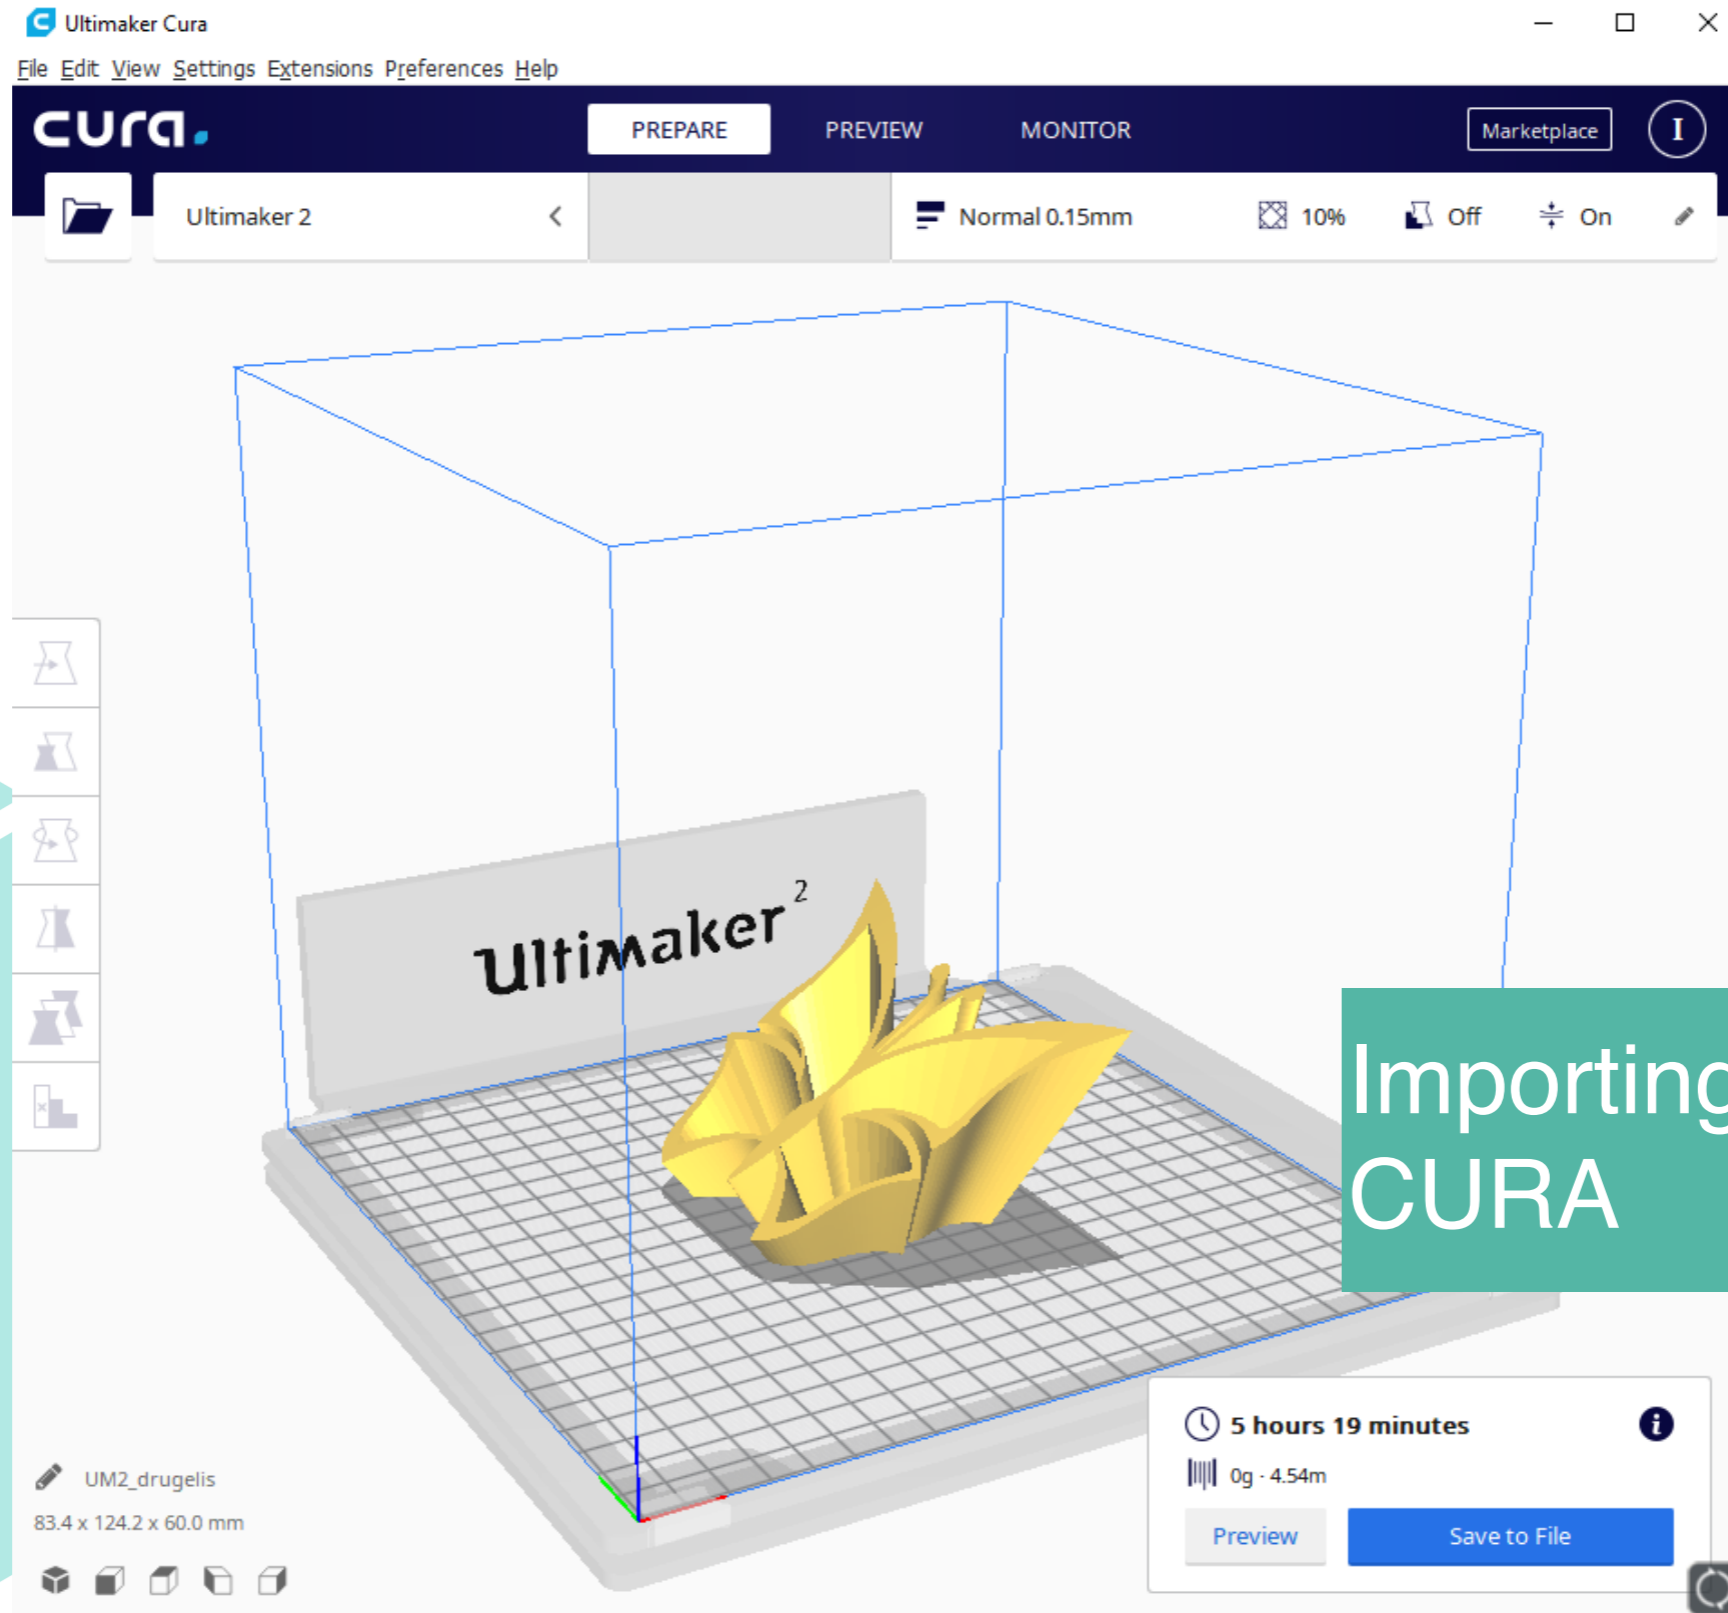 Ultimaker Cura
File Edit View Settings Extensions Preferences Help
cura.
PREPARE PREVIEW MONITOR
Marketplace
I
Ultimaker 2
Normal 0.15mm
10%
Off
On
Ultimaker 2
Importing
CURA
5 hours 19 minutes
i
0g · 4.54m
Preview
Save to File
UM2_drugelis
83.4 x 124.2 x 60.0 mm